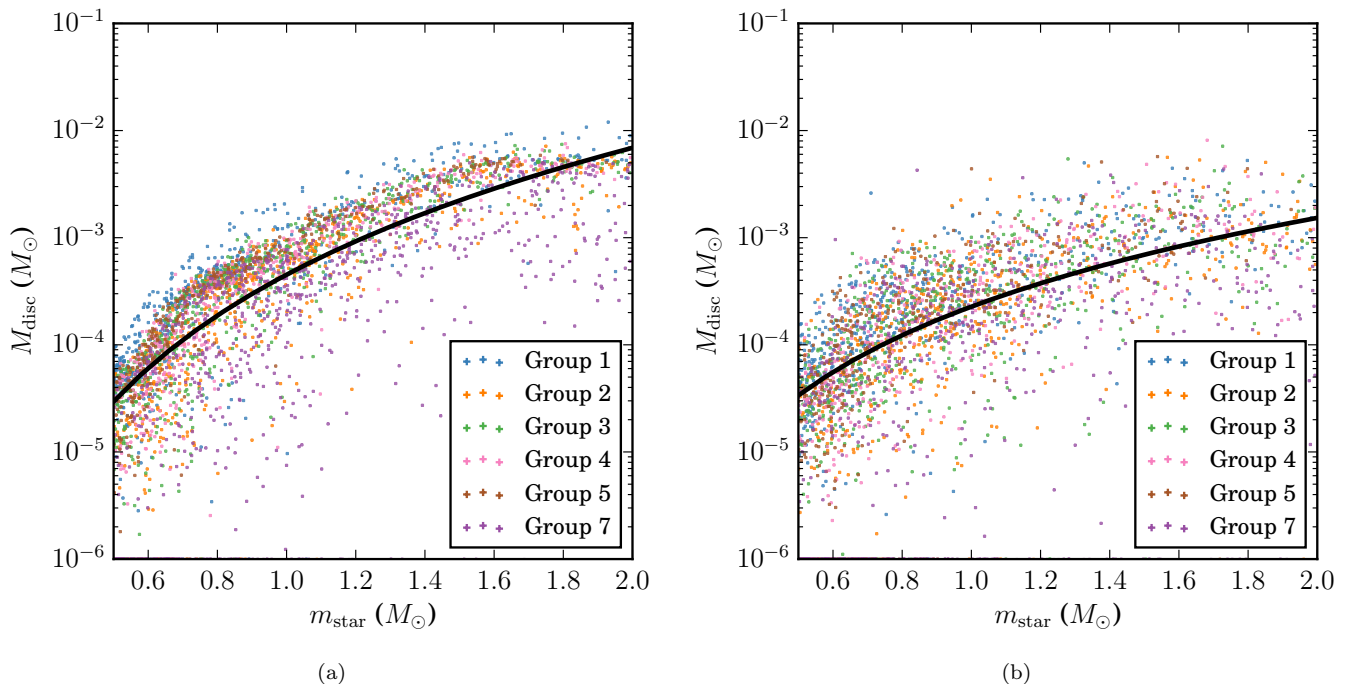 10⁻¹
10⁻²
10⁻³
10⁻⁴
10⁻⁵
10⁻⁶
M_disc (M_⊙)
Group 1
Group 2
Group 3
Group 4
Group 5
Group 7
0.6 0.8 1.0 1.2 1.4 1.6 1.8 2.0
m_star (M_⊙)
(a)
10⁻¹
10⁻²
10⁻³
10⁻⁴
10⁻⁵
10⁻⁶
M_disc (M_⊙)
Group 1
Group 2
Group 3
Group 4
Group 5
Group 7
0.6 0.8 1.0 1.2 1.4 1.6 1.8 2.0
m_star (M_⊙)
(b)